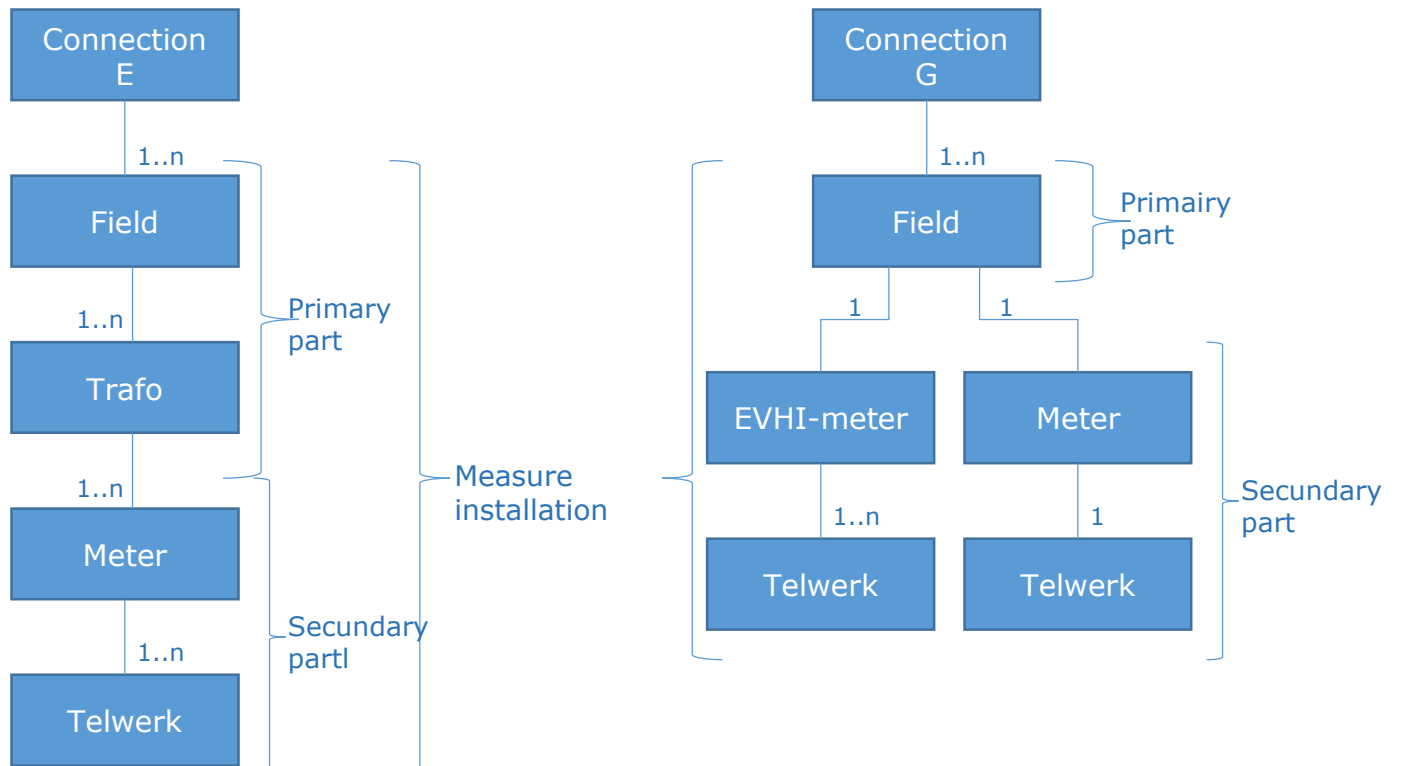 Connection
E
1..n
Field
Primary
part
1..n
Trafo
1..n
Meter
Secundary
partl
1..n
Telwerk
Measure
installation
Connection
G
1..n
Field
Primairy
part
1
1
EVHI-meter
Meter
1..n
1
Secundary
part
Telwerk
Telwerk